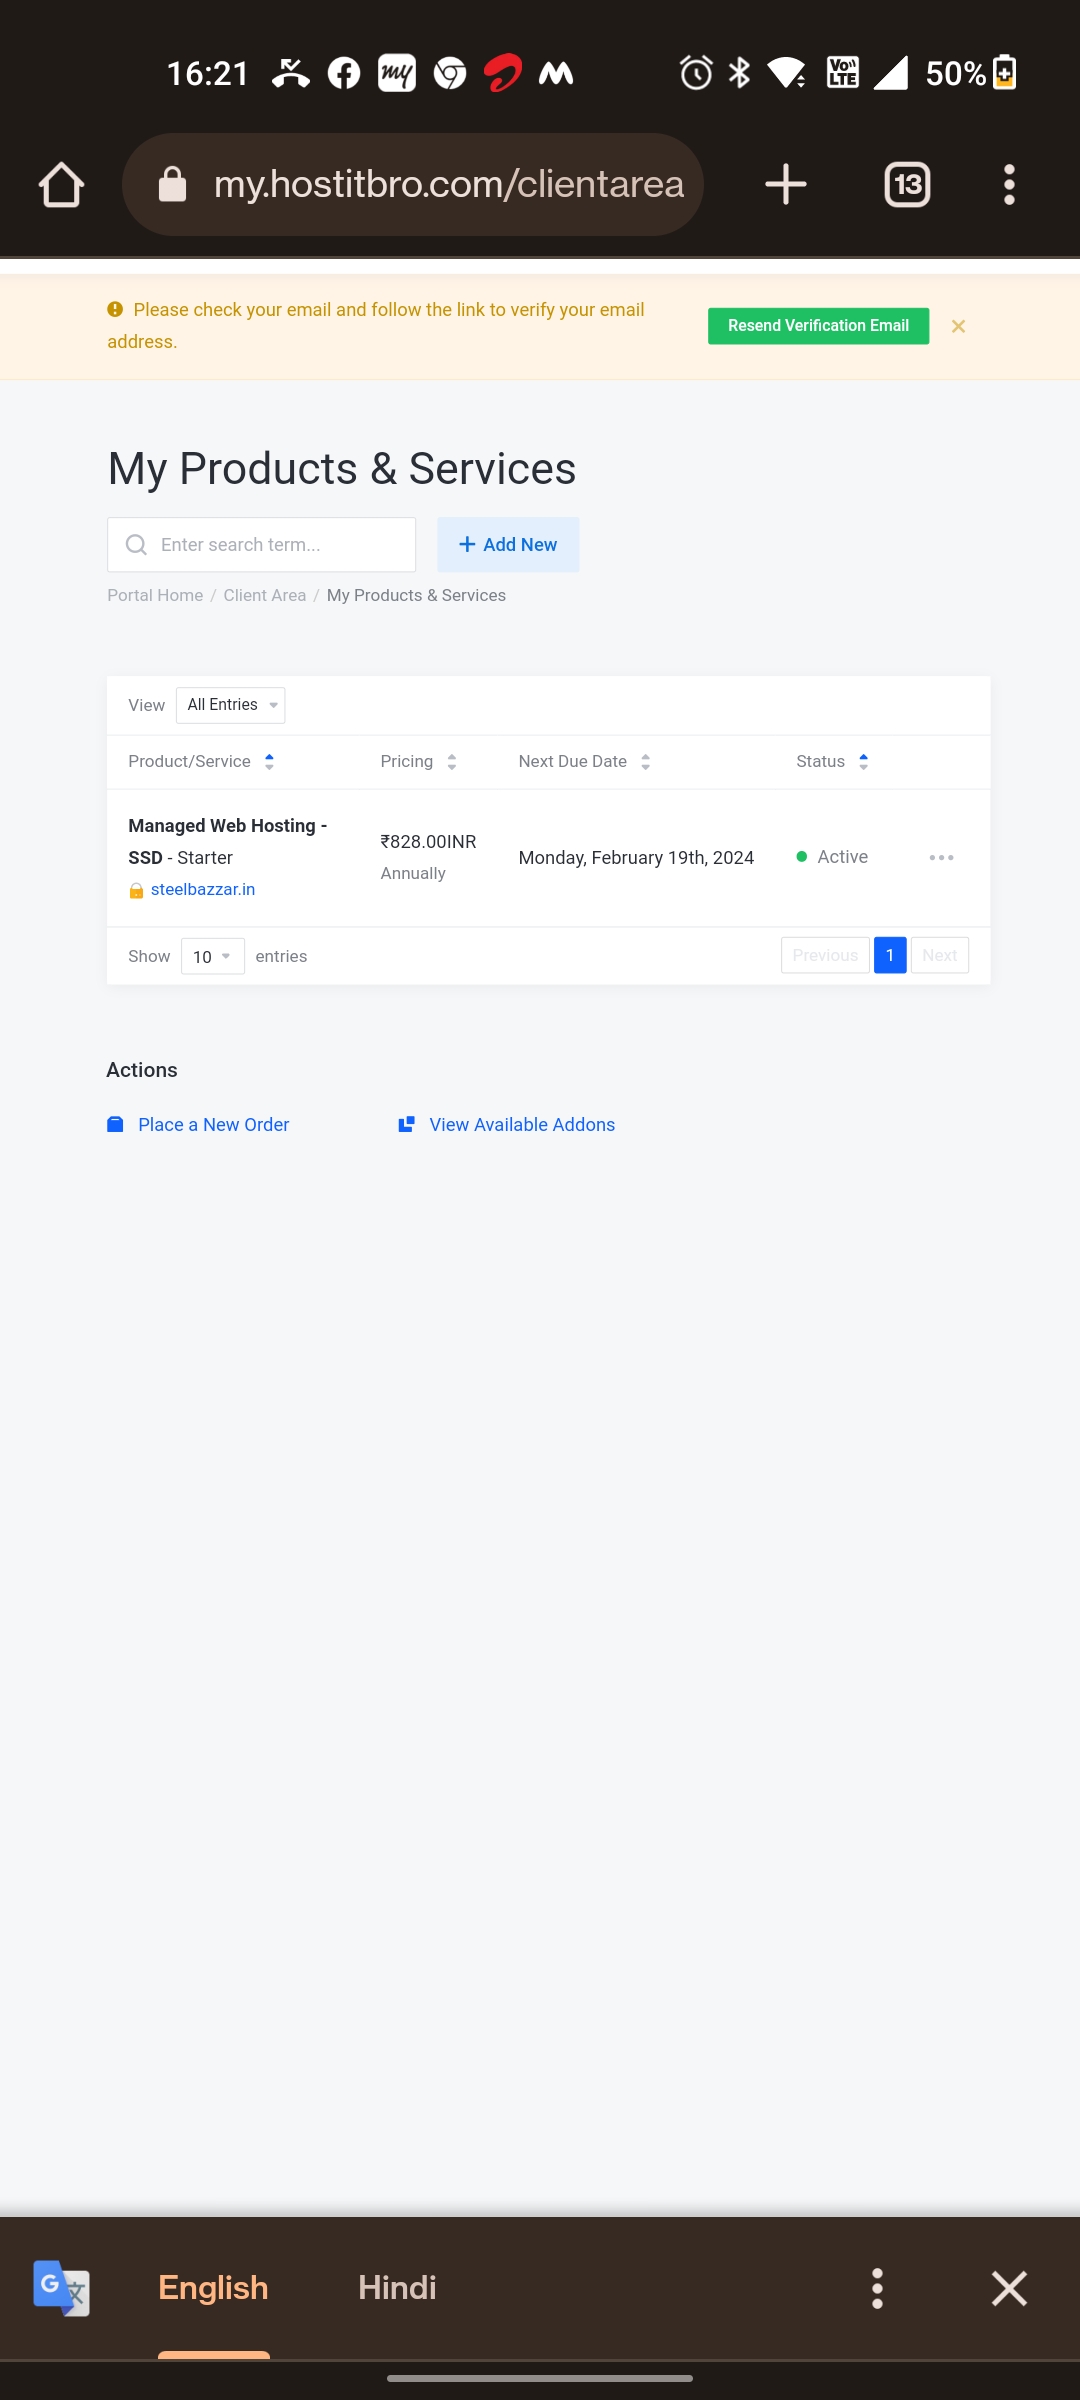 16:21
my
Vo))
LTE
50%
my.hostitbro.com/clientarea
13
Please check your email and follow the link to verify your email
address.
Resend Verification Email
My Products & Services
Enter search term...
Add New
Portal Home / Client Area / My Products & Services
View All Entries
Product/Service Pricing Next Due Date Status
Managed Web Hosting -
SSD - Starter
steelbazzar.in
₹828.00INR
Annually
Monday, February 19th, 2024
Active
Show 10 entries
Previous 1 Next
Actions
Place a New Order
View Available Addons
G 文
English Hindi